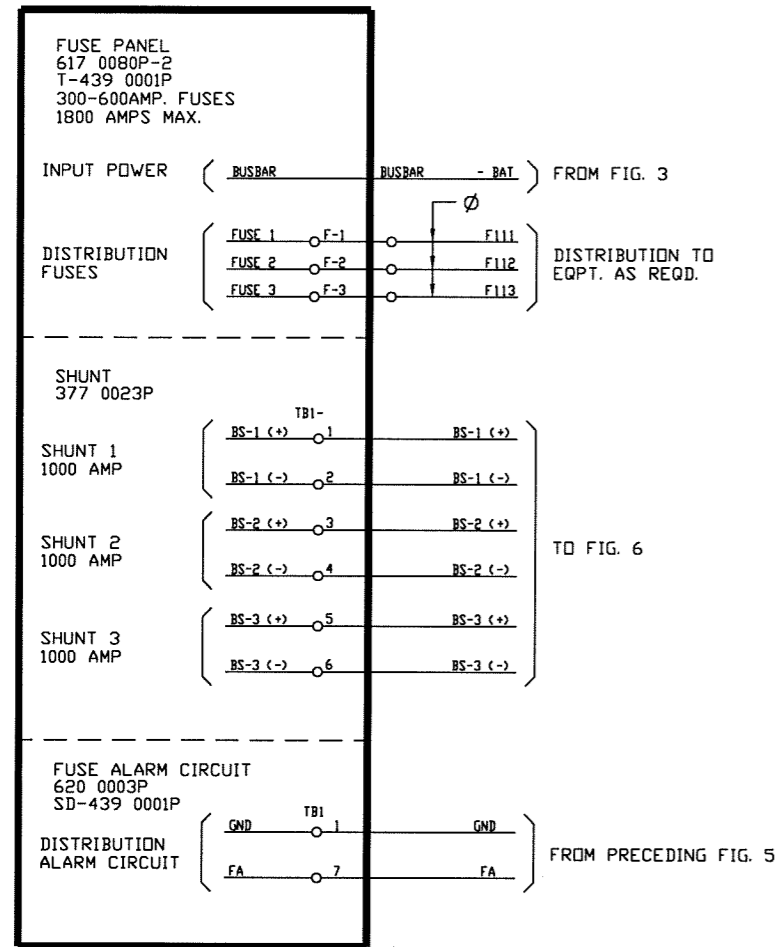 FUSE PANEL
617 0080P-2
T-439 0001P
300-600AMP. FUSES
1800 AMPS MAX.
INPUT POWER BUSBAR BUSBAR - BAT FROM FIG. 3
Ø
DISTRIBUTION FUSES
FUSE 1 F-1 F111
FUSE 2 F-2 F112
FUSE 3 F-3 F113
DISTRIBUTION TO
EQPT. AS REQD.
SHUNT
377 0023P
TB1-
SHUNT 1
1000 AMP
BS-1 (+) 1 BS-1 (+)
BS-1 (-) 2 BS-1 (-)
SHUNT 2
1000 AMP
BS-2 (+) 3 BS-2 (+)
BS-2 (-) 4 BS-2 (-)
SHUNT 3
1000 AMP
BS-3 (+) 5 BS-3 (+)
BS-3 (-) 6 BS-3 (-)
TO FIG. 6
FUSE ALARM CIRCUIT
620 0003P
SD-439 0001P
TB1
DISTRIBUTION
ALARM CIRCUIT
GND 1 GND
FA 7 FA
FROM PRECEDING FIG. 5